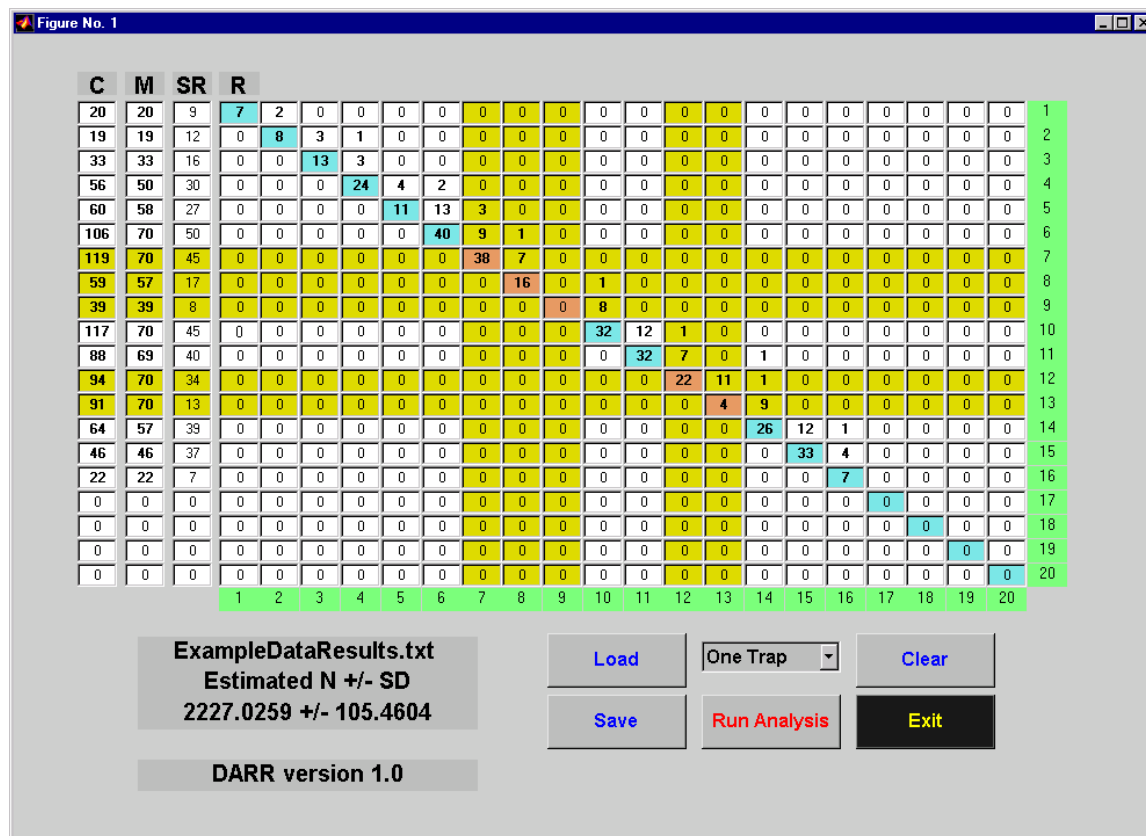 Figure No. 1
C M SR R
20 20 9 7 2 0 0 0 0 0 0 0 0 0 0 0 0 0 0 0 0 0 0 1
19 19 12 0 8 3 1 0 0 0 0 0 0 0 0 0 0 0 0 0 0 0 0 2
33 33 16 0 0 13 3 0 0 0 0 0 0 0 0 0 0 0 0 0 0 0 0 3
56 50 30 0 0 0 24 4 2 0 0 0 0 0 0 0 0 0 0 0 0 0 0 4
60 58 27 0 0 0 0 11 13 3 0 0 0 0 0 0 0 0 0 0 0 0 0 5
106 70 50 0 0 0 0 0 40 9 1 0 0 0 0 0 0 0 0 0 0 0 0 6
119 70 45 0 0 0 0 0 0 38 7 0 0 0 0 0 0 0 0 0 0 0 0 7
59 57 17 0 0 0 0 0 0 0 16 0 1 0 0 0 0 0 0 0 0 0 0 8
39 39 8 0 0 0 0 0 0 0 0 0 8 0 0 0 0 0 0 0 0 0 0 9
117 70 45 0 0 0 0 0 0 0 0 0 32 12 1 0 0 0 0 0 0 0 0 10
88 69 40 0 0 0 0 0 0 0 0 0 0 32 7 0 1 0 0 0 0 0 0 11
94 70 34 0 0 0 0 0 0 0 0 0 0 0 22 11 1 0 0 0 0 0 0 12
91 70 13 0 0 0 0 0 0 0 0 0 0 0 0 4 9 0 0 0 0 0 0 13
64 57 39 0 0 0 0 0 0 0 0 0 0 0 0 0 26 12 1 0 0 0 0 14
46 46 37 0 0 0 0 0 0 0 0 0 0 0 0 0 0 33 4 0 0 0 0 15
22 22 7 0 0 0 0 0 0 0 0 0 0 0 0 0 0 0 7 0 0 0 0 16
0 0 0 0 0 0 0 0 0 0 0 0 0 0 0 0 0 0 0 0 0 0 0 17
0 0 0 0 0 0 0 0 0 0 0 0 0 0 0 0 0 0 0 0 0 0 0 18
0 0 0 0 0 0 0 0 0 0 0 0 0 0 0 0 0 0 0 0 0 0 0 19
0 0 0 0 0 0 0 0 0 0 0 0 0 0 0 0 0 0 0 0 0 0 0 20
1 2 3 4 5 6 7 8 9 10 11 12 13 14 15 16 17 18 19 20
ExampleDataResults.txt
Estimated N +/- SD
2227.0259 +/- 105.4604
DARR version 1.0
Load One Trap Clear
Save Run Analysis Exit